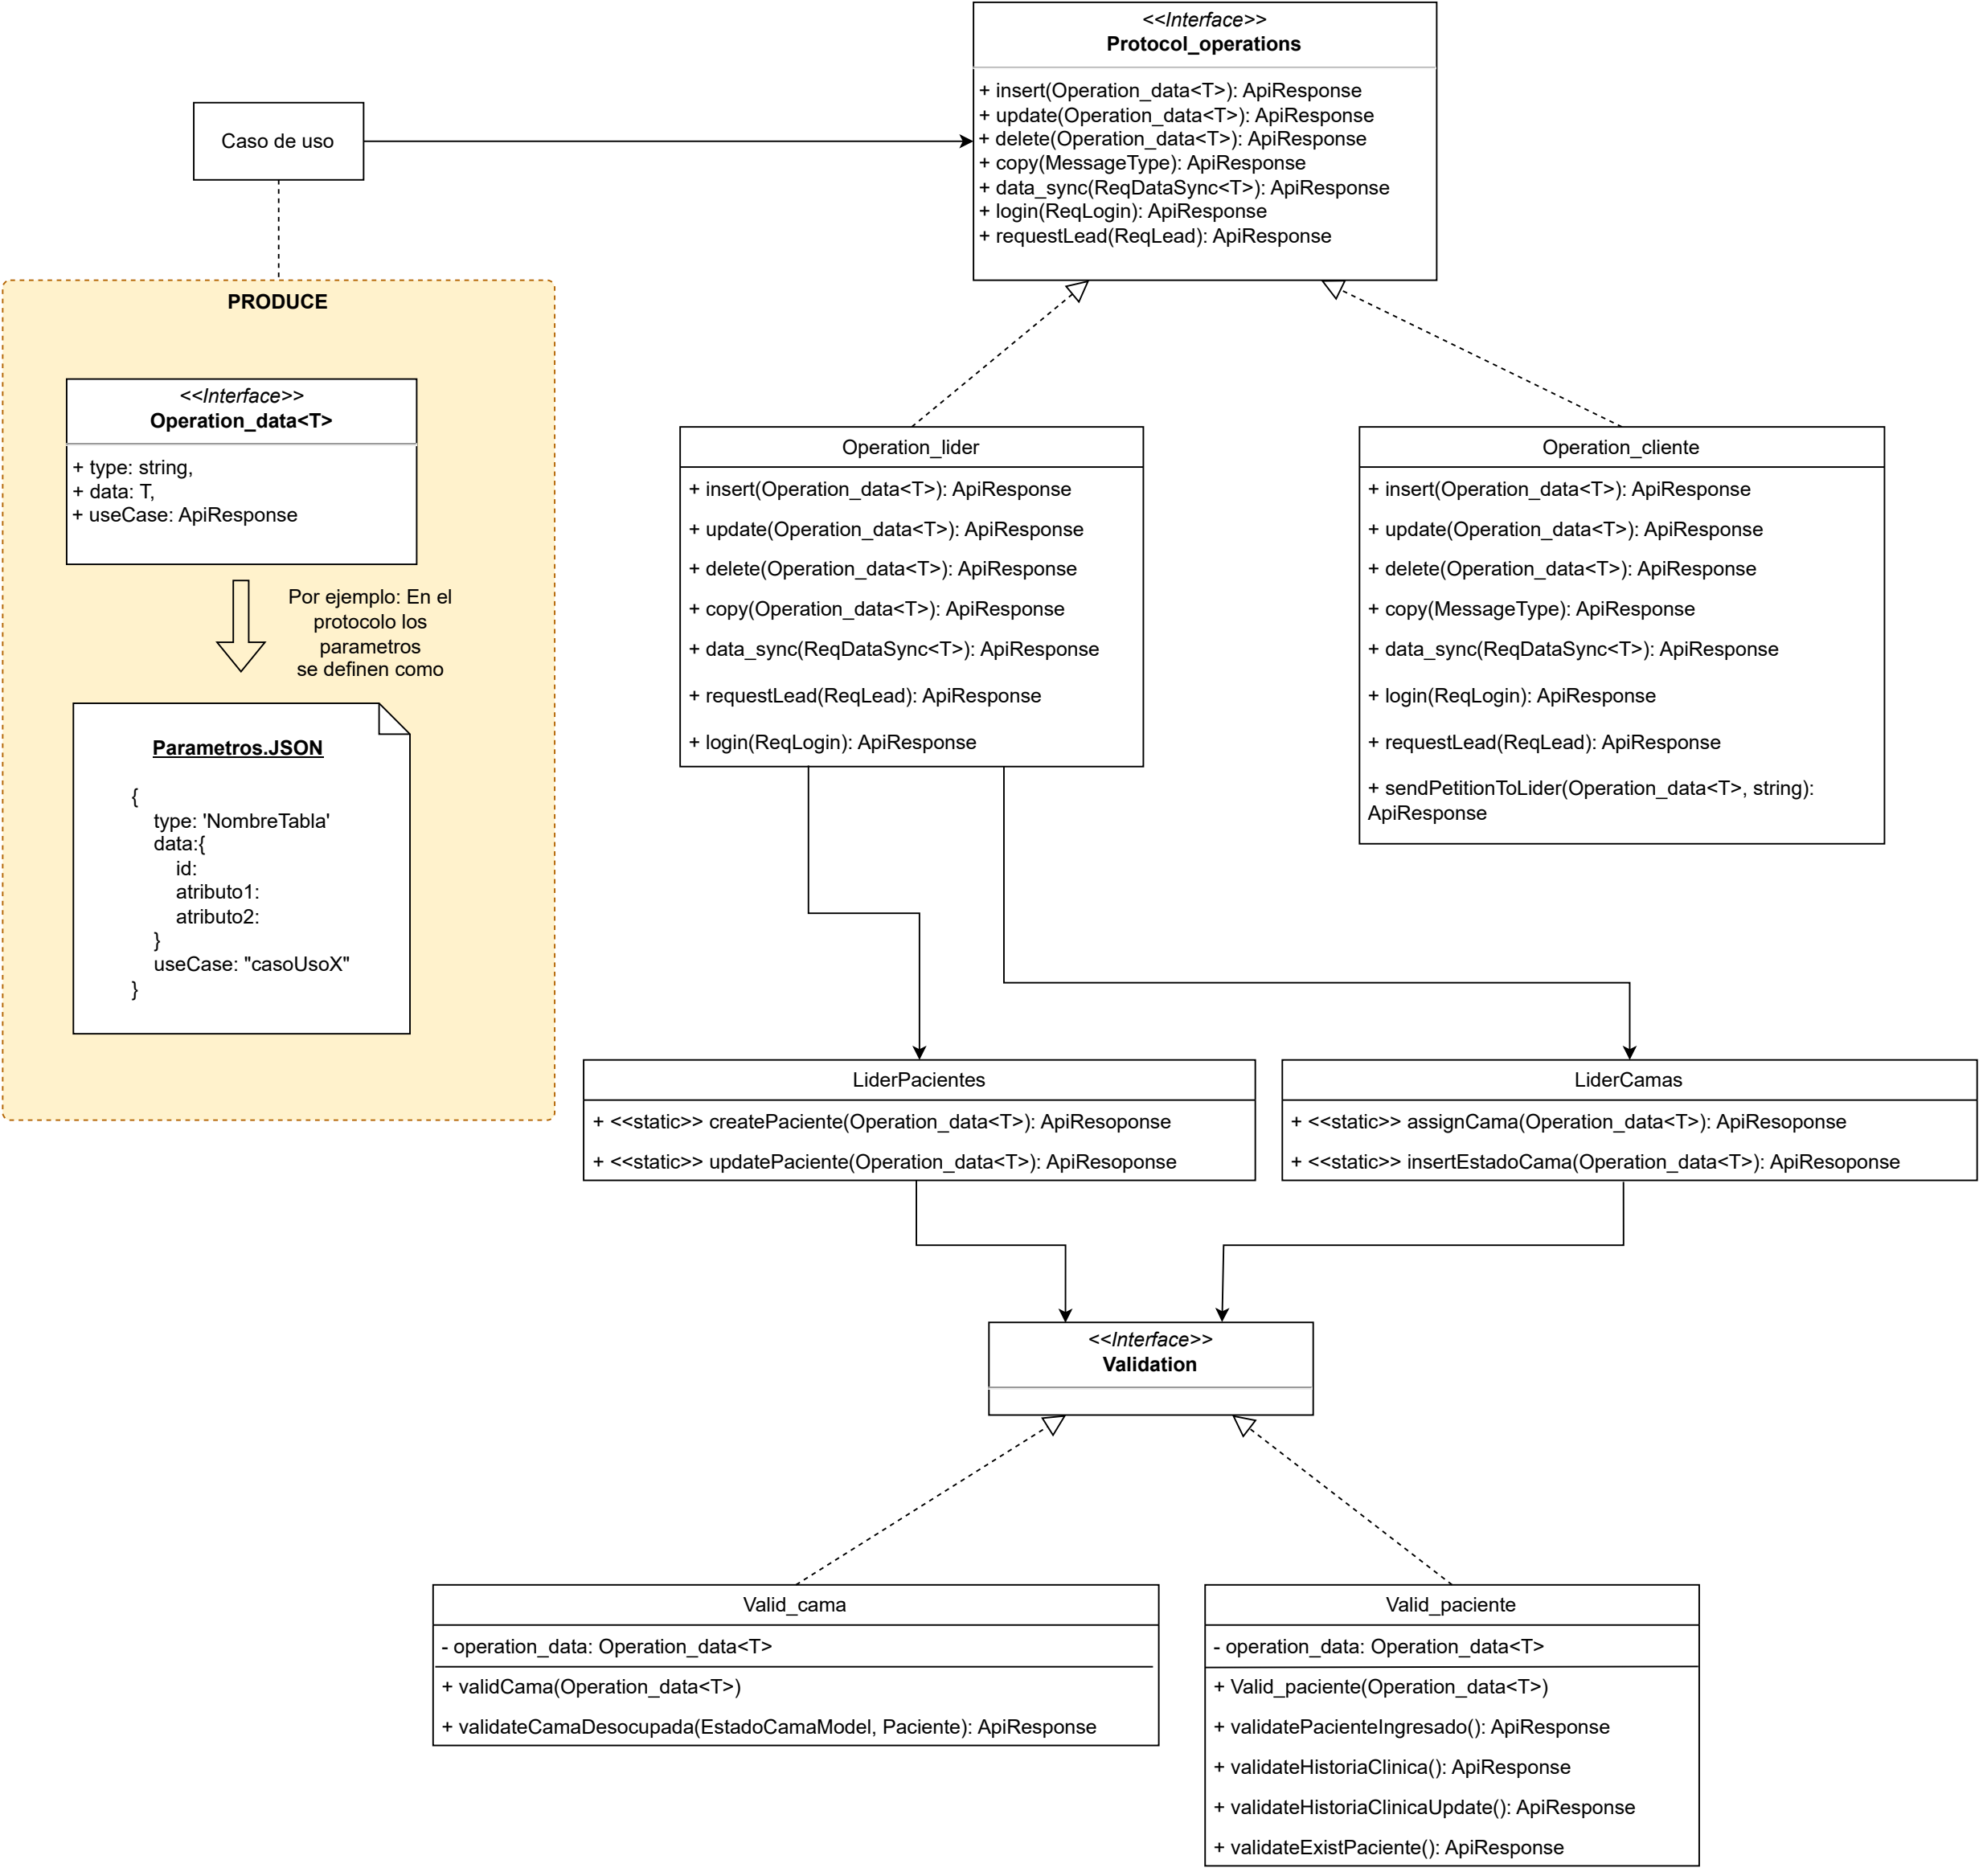 <<Interface>>
Protocol_operations
+ insert(Operation_data<T>): ApiResponse
+ update(Operation_data<T>): ApiResponse
+ delete(Operation_data<T>): ApiResponse
+ copy(MessageType): ApiResponse
+ data_sync(ReqDataSync<T>): ApiResponse
+ login(ReqLogin): ApiResponse
+ requestLead(ReqLead): ApiResponse
Caso de uso
PRODUCE
<<Interface>>
Operation_data<T>
+ type: string,
+ data: T,
+ useCase: ApiResponse
Por ejemplo: En el
protocolo los
parametros
se definen como
Parametros.JSON
{
type: 'NombreTabla'
data:{
id:
atributo1:
atributo2:
}
useCase: "casoUsoX"
}
Operation_lider
+ insert(Operation_data<T>): ApiResponse
+ update(Operation_data<T>): ApiResponse
+ delete(Operation_data<T>): ApiResponse
+ copy(Operation_data<T>): ApiResponse
+ data_sync(ReqDataSync<T>): ApiResponse
+ requestLead(ReqLead): ApiResponse
+ login(ReqLogin): ApiResponse
Operation_cliente
+ insert(Operation_data<T>): ApiResponse
+ update(Operation_data<T>): ApiResponse
+ delete(Operation_data<T>): ApiResponse
+ copy(MessageType): ApiResponse
+ data_sync(ReqDataSync<T>): ApiResponse
+ login(ReqLogin): ApiResponse
+ requestLead(ReqLead): ApiResponse
+ sendPetitionToLider(Operation_data<T>, string):
ApiResponse
LiderPacientes
+ <<static>> createPaciente(Operation_data<T>): ApiResoponse
+ <<static>> updatePaciente(Operation_data<T>): ApiResoponse
LiderCamas
+ <<static>> assignCama(Operation_data<T>): ApiResoponse
+ <<static>> insertEstadoCama(Operation_data<T>): ApiResoponse
<<Interface>>
Validation
Valid_cama
- operation_data: Operation_data<T>
+ validCama(Operation_data<T>)
+ validateCamaDesocupada(EstadoCamaModel, Paciente): ApiResponse
Valid_paciente
- operation_data: Operation_data<T>
+ Valid_paciente(Operation_data<T>)
+ validatePacienteIngresado(): ApiResponse
+ validateHistoriaClinica(): ApiResponse
+ validateHistoriaClinicaUpdate(): ApiResponse
+ validateExistPaciente(): ApiResponse